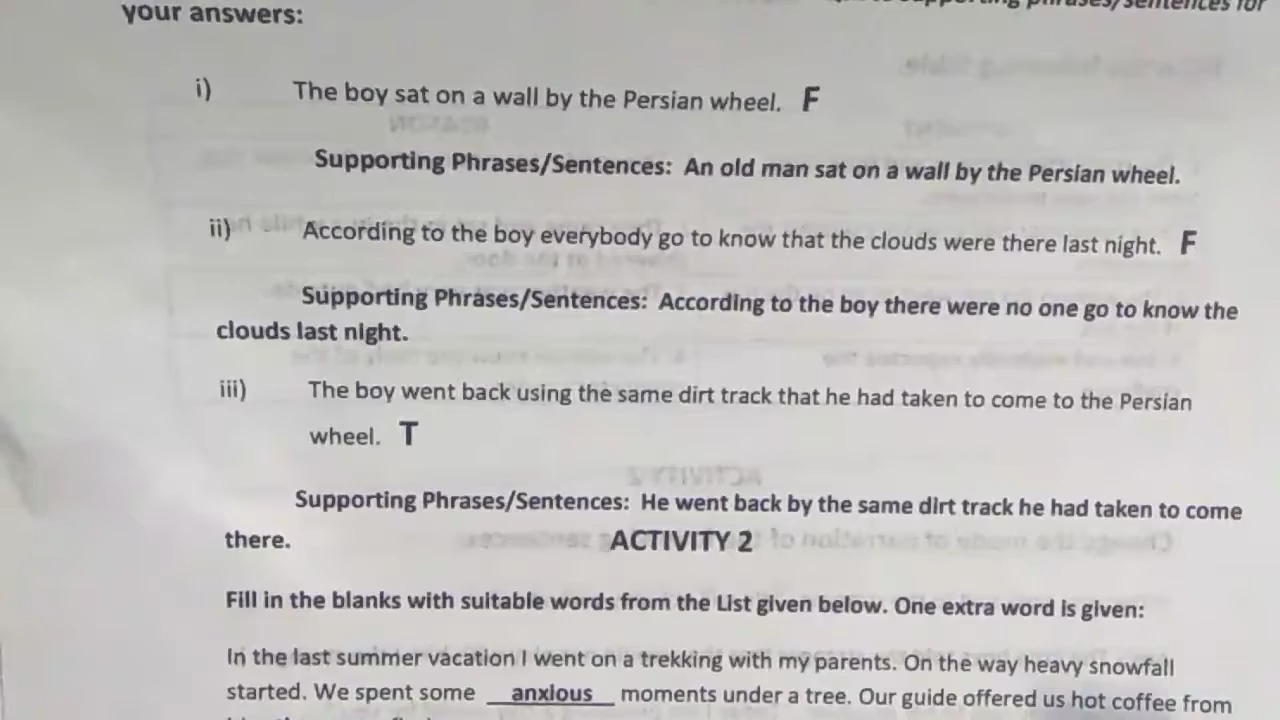 supporting phrases/sentences for
your answers:
i) The boy sat on a wall by the Persian wheel. F
Supporting Phrases/Sentences: An old man sat on a wall by the Persian wheel.
ii) According to the boy everybody go to know that the clouds were there last night. F
Supporting Phrases/Sentences: According to the boy there were no one go to know the
clouds last night.
iii) The boy went back using the same dirt track that he had taken to come to the Persian
wheel. T
Supporting Phrases/Sentences: He went back by the same dirt track he had taken to come
there. ACTIVITY 2
Fill in the blanks with suitable words from the List given below. One extra word is given:
In the last summer vacation I went on a trekking with my parents. On the way heavy snowfall
started. We spent some anxious moments under a tree. Our guide offered us hot coffee from